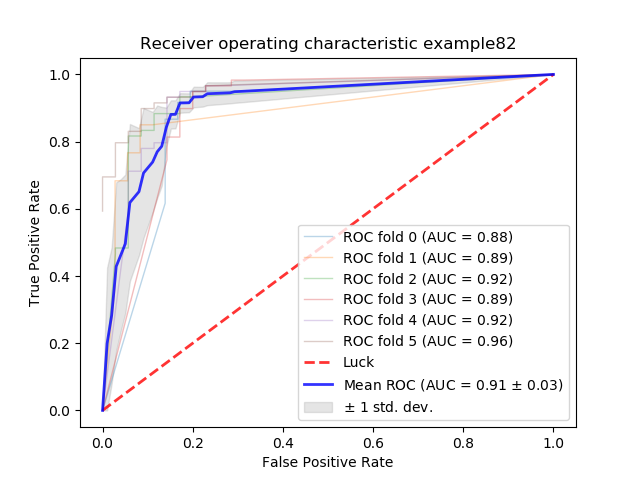 Receiver operating characteristic example82
True Positive Rate
1.0
0.8
0.6
0.4
0.2
0.0
ROC fold 0 (AUC = 0.88)
ROC fold 1 (AUC = 0.89)
ROC fold 2 (AUC = 0.92)
ROC fold 3 (AUC = 0.89)
ROC fold 4 (AUC = 0.92)
ROC fold 5 (AUC = 0.96)
Luck
Mean ROC (AUC = 0.91 ± 0.03)
± 1 std. dev.
0.0 0.2 0.4 0.6 0.8 1.0
False Positive Rate